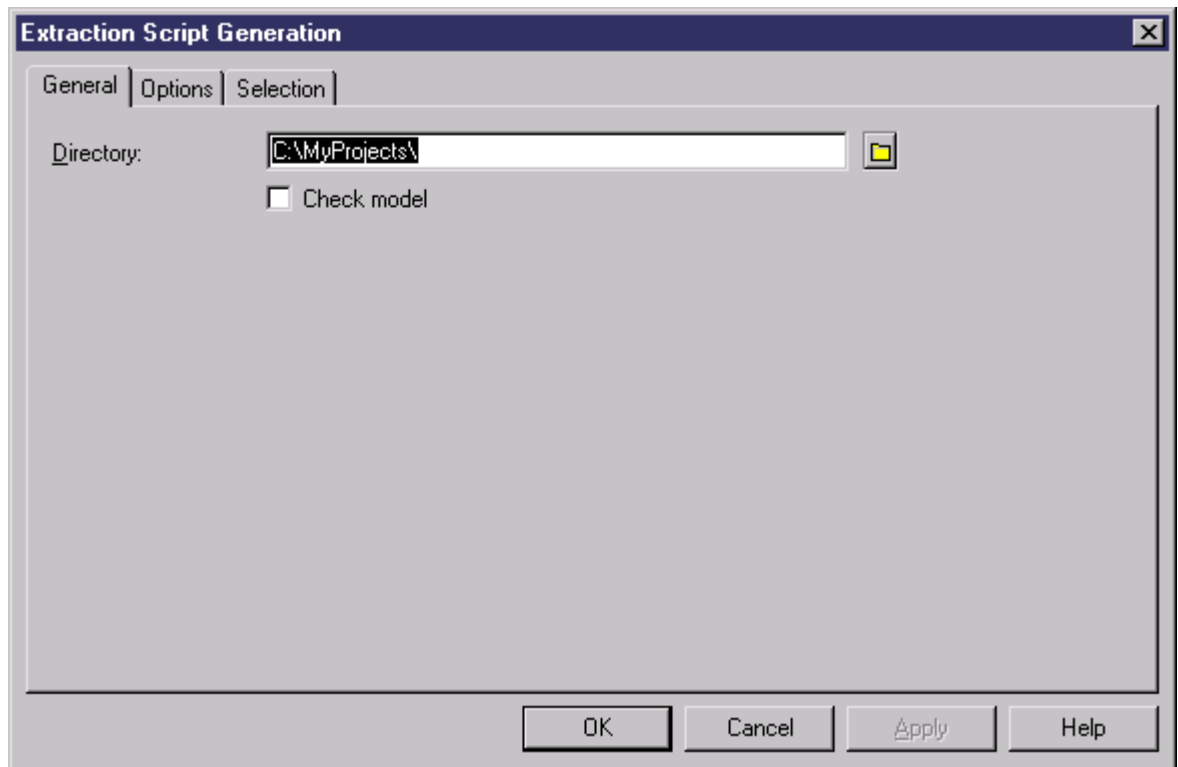 Extraction Script Generation
General Options Selection
Directory: C:\MyProjects\
Check model
OK Cancel Apply Help